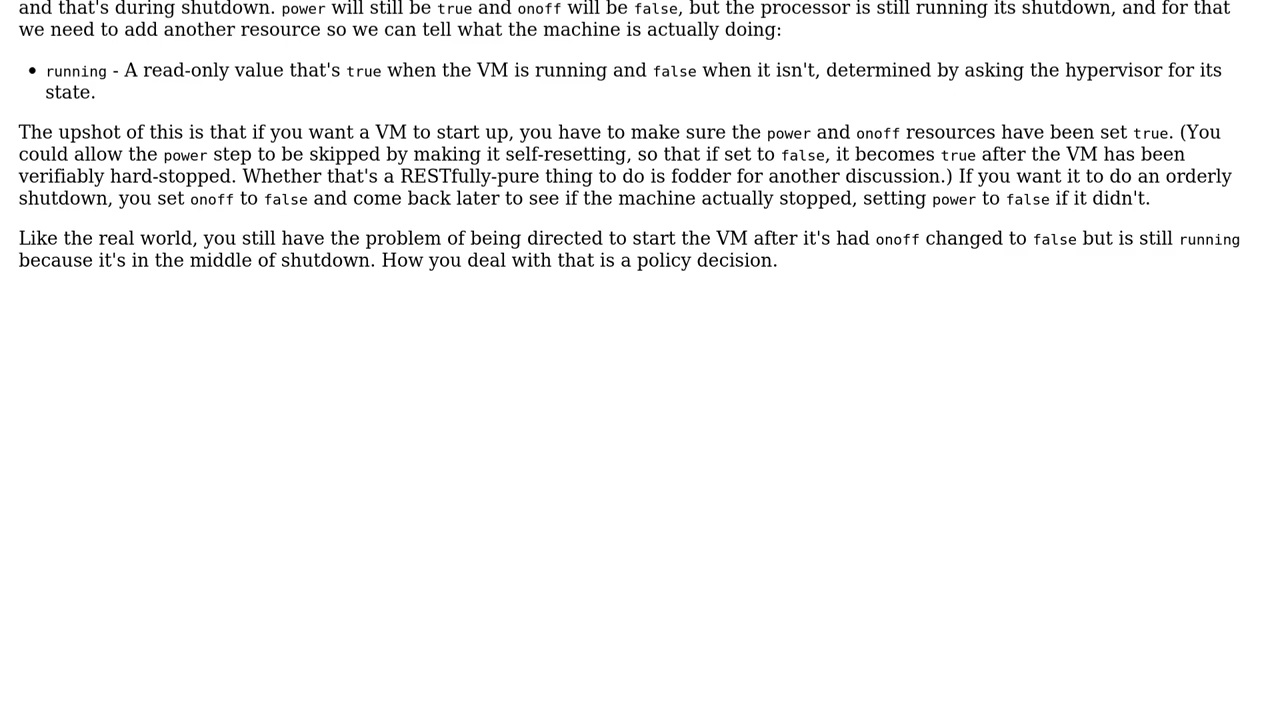 and that's during shutdown. power will still be true and onoff will be false, but the processor is still running its shutdown, and for that
we need to add another resource so we can tell what the machine is actually doing:
• running - A read-only value that's true when the VM is running and false when it isn't, determined by asking the hypervisor for its
state.
The upshot of this is that if you want a VM to start up, you have to make sure the power and onoff resources have been set true. (You
could allow the power step to be skipped by making it self-resetting, so that if set to false, it becomes true after the VM has been
verifiably hard-stopped. Whether that's a RESTfully-pure thing to do is fodder for another discussion.) If you want it to do an orderly
shutdown, you set onoff to false and come back later to see if the machine actually stopped, setting power to false if it didn't.
Like the real world, you still have the problem of being directed to start the VM after it's had onoff changed to false but is still running
because it's in the middle of shutdown. How you deal with that is a policy decision.